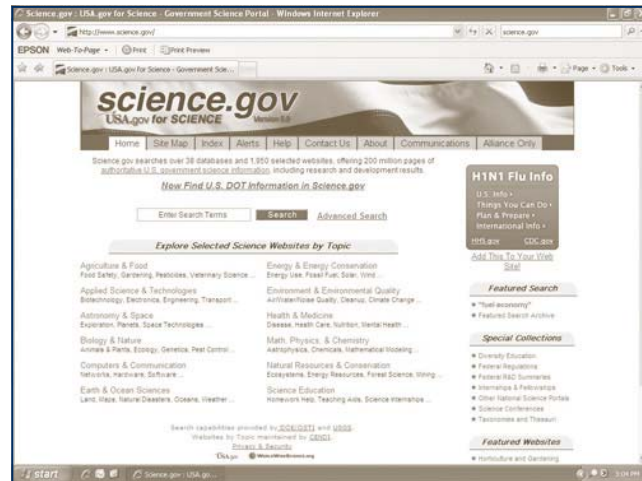 Science.gov : USA.gov for Science - Government Science Portal - Windows Internet Explorer
http://www.science.gov/
science.gov
EPSON Web-To-Page Print Print Preview
Science.gov : USA.gov for Science - Government Scie...
Page Tools
science.gov
USA.gov for SCIENCE Version 5.0
Home Site Map Index Alerts Help Contact Us About Communications Alliance Only
Science.gov searches over 38 databases and 1,950 selected websites, offering 200 million pages of
authoritative U.S. government science information, including research and development results.
Now Find U.S. DOT Information in Science.gov
Enter Search Terms Search Advanced Search
Explore Selected Science Websites by Topic
Agriculture & Food
Food Safety, Gardening, Pesticides, Veterinary Science ...
Applied Science & Technologies
Biotechnology, Electronics, Engineering, Transport ...
Astronomy & Space
Exploration, Planets, Space Technologies ...
Biology & Nature
Animals & Plants, Ecology, Genetics, Pest Control ...
Computers & Communication
Networks, Hardware, Software ...
Earth & Ocean Sciences
Land, Maps, Natural Disasters, Oceans, Weather ...
Energy & Energy Conservation
Energy Use, Fossil Fuel, Solar, Wind ...
Environment & Environmental Quality
Air/Water/Noise Quality, Cleanup, Climate Change ...
Health & Medicine
Disease, Health Care, Nutrition, Mental Health ...
Math, Physics, & Chemistry
Astrophysics, Chemicals, Mathematical Modeling ...
Natural Resources & Conservation
Ecosystems, Energy Resources, Forest Science, Mining ...
Science Education
Homework Help, Teaching Aids, Science Internships ...
Search capabilities provided by DOE/OSTI and USGS.
Websites by Topic maintained by CENDI.
Privacy & Security
USA.gov WorldWideScience.org
H1N1 Flu Info
U.S. Info
Things You Can Do
Plan & Prepare
International Info
HHS.gov CDC.gov
Add This To Your Web
Site!
Featured Search
"fuel economy"
Featured Search Archive
Special Collections
Diversity Education
Federal Regulations
Federal R&D Summaries
Internships & Fellowships
Other National Science Portals
Science Conferences
Taxonomies and Thesauri
Featured Websites
Horticulture and Gardening
start Science.gov : USA.go... 5:04 PM